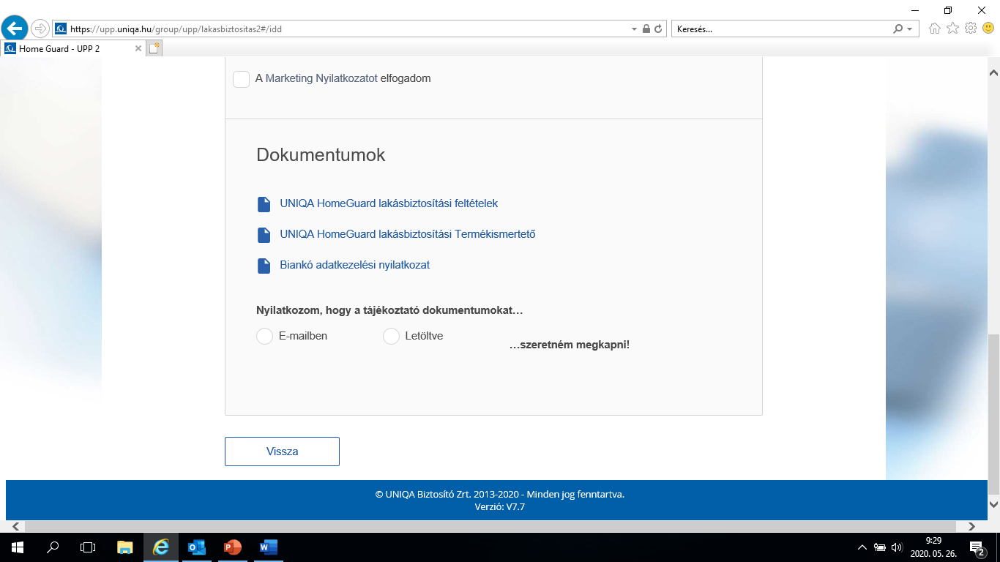 https://upp.uniqa.hu/group/upp/lakasbiztositas2#/idd
Keresés...
Home Guard - UPP 2
A Marketing Nyilatkozatot elfogadom
Dokumentumok
UNIQA HomeGuard lakásbiztosítási feltételek
UNIQA HomeGuard lakásbiztosítási Termékismertető
Biankó adatkezelési nyilatkozat
Nyilatkozom, hogy a tájékoztató dokumentumokat…
E-mailben
Letöltve
…szeretném megkapni!
Vissza
© UNIQA Biztosító Zrt. 2013-2020 - Minden jog fenntartva.
Verzió: V7.7
9:29
2020. 05. 26.
2